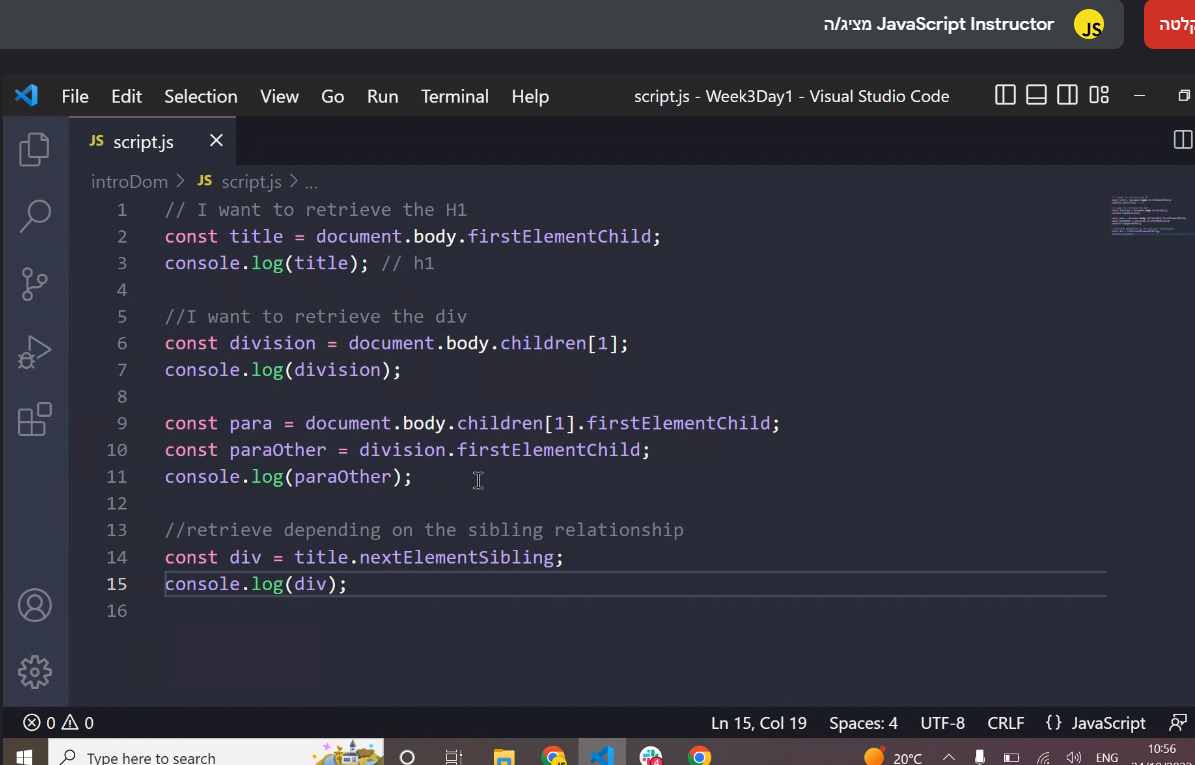 מציג/ה JavaScript Instructor
JS
File Edit Selection View Go Run Terminal Help
script.js - Week3Day1 - Visual Studio Code
JS script.js
introDom > JS script.js > ...
1 // I want to retrieve the H1
2 const title = document.body.firstElementChild;
3 console.log(title); // h1
4
5 //I want to retrieve the div
6 const division = document.body.children[1];
7 console.log(division);
8
9 const para = document.body.children[1].firstElementChild;
10 const paraOther = division.firstElementChild;
11 console.log(paraOther);
12
13 //retrieve depending on the sibling relationship
14 const div = title.nextElementSibling;
15 console.log(div);
16
0 0
Ln 15, Col 19 Spaces: 4 UTF-8 CRLF {} JavaScript
Type here to search
20°C ENG 10:56